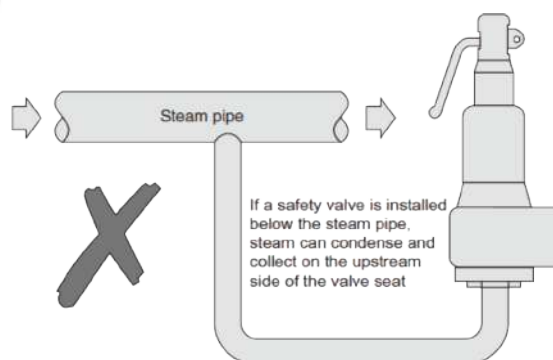 Steam pipe
If a safety valve is installed
below the steam pipe,
steam can condense and
collect on the upstream
side of the valve seat